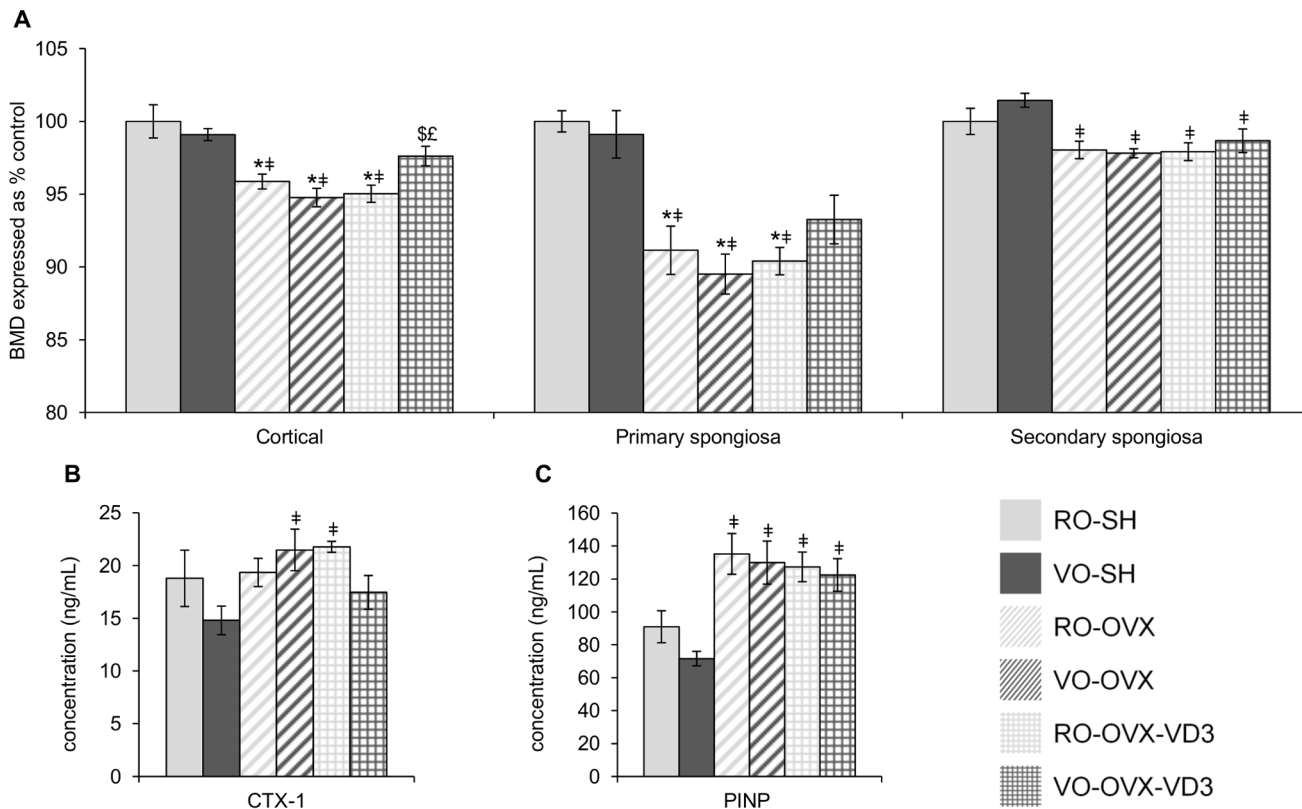 A
BMD expressed as % control
105
100
95
90
85
80
*ǂ
*ǂ
*ǂ
$£
*ǂ
*ǂ
*ǂ
ǂ
ǂ
ǂ
ǂ
Cortical
Primary spongiosa
Secondary spongiosa
B
concentration (ng/mL)
25
20
15
10
5
0
ǂ
ǂ
CTX-1
C
concentration (ng/mL)
160
140
120
100
80
60
40
20
0
ǂ
ǂ
ǂ
ǂ
PINP
RO-SH
VO-SH
RO-OVX
VO-OVX
RO-OVX-VD3
VO-OVX-VD3